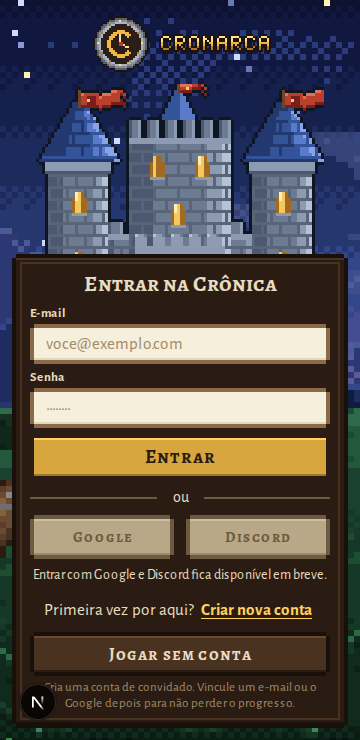 CRONARCA
Entrar na Crônica
E-mail
voce@exemplo.com
Senha
········
Entrar
ou
Google
Discord
Entrar com Google e Discord fica disponível em breve.
Primeira vez por aqui? Criar nova conta
Jogar sem conta
Cria uma conta de convidado. Vincule um e-mail ou o
Google depois para não perder o progresso.
N